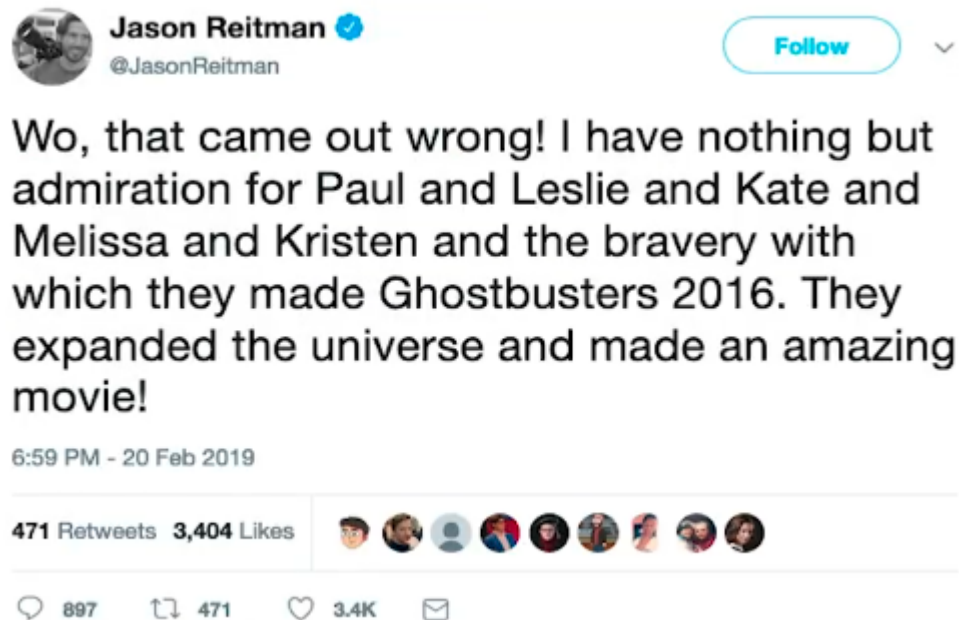 Jason Reitman
@JasonReitman
Follow
Wo, that came out wrong! I have nothing but
admiration for Paul and Leslie and Kate and
Melissa and Kristen and the bravery with
which they made Ghostbusters 2016. They
expanded the universe and made an amazing
movie!
6:59 PM - 20 Feb 2019
471 Retweets 3,404 Likes
897 471 3.4K